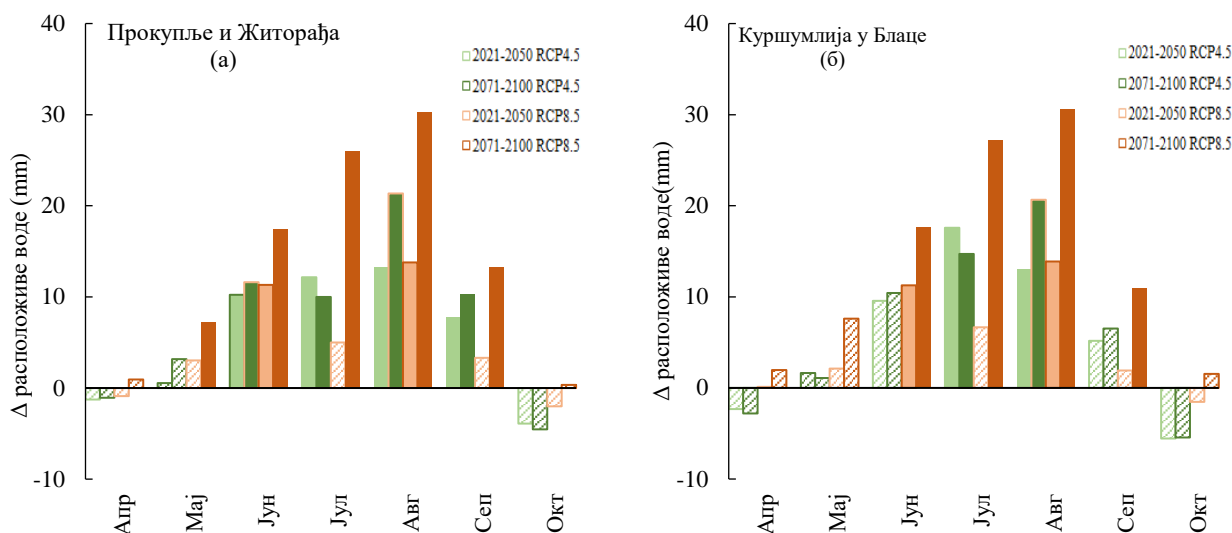 Прокупље и Житорађа
(а)
2021-2050 RCP4.5
2071-2100 RCP4.5
2021-2050 RCP8.5
2071-2100 RCP8.5
Δ расположиве воде (mm)
40
30
20
10
0
-10
Апр
Мај
Јун
Јул
Авг
Сеп
Окт
Куршумлија у Блаце
(б)
2021-2050 RCP4.5
2071-2100 RCP4.5
2021-2050 RCP8.5
2071-2100 RCP8.5
Δ расположиве воде(mm)
40
30
20
10
0
-10
Апр
Мај
Јун
Јул
Авг
Сеп
Окт